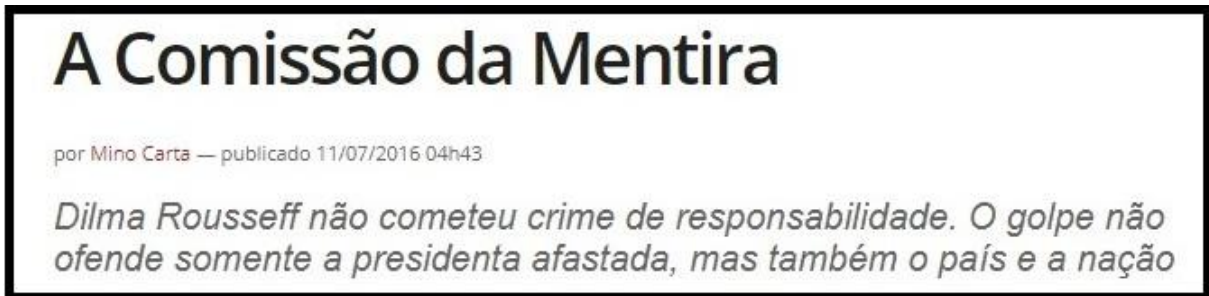 A Comissão da Mentira
por Mino Carta — publicado 11/07/2016 04h43
Dilma Rousseff não cometeu crime de responsabilidade. O golpe não
ofende somente a presidenta afastada, mas também o país e a nação